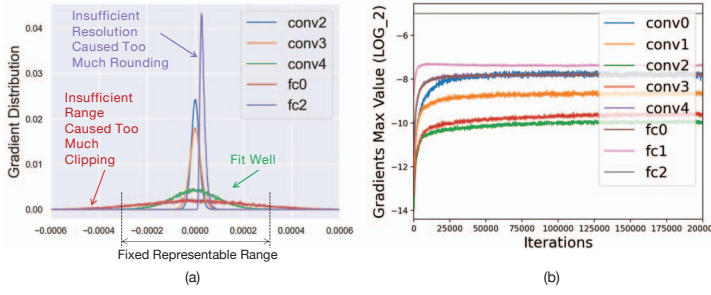 Insufficient
Resolution
Caused Too
Much Rounding
Insufficient
Range
Caused Too
Much
Clipping
Fit Well
conv2
conv3
conv4
fc0
fc2
Gradient Distribution
0.04
0.03
0.02
0.01
0.00
−0.0006 −0.0004 −0.0002 0.0000 0.0002 0.0004 0.0006
Fixed Representable Range
(a)
Gradients Max Value (LOG_2)
−6
−8
−10
−12
−14
conv0
conv1
conv2
conv3
conv4
fc0
fc1
fc2
0 25000 50000 75000 100000 125000 150000 175000 200000
Iterations
(b)